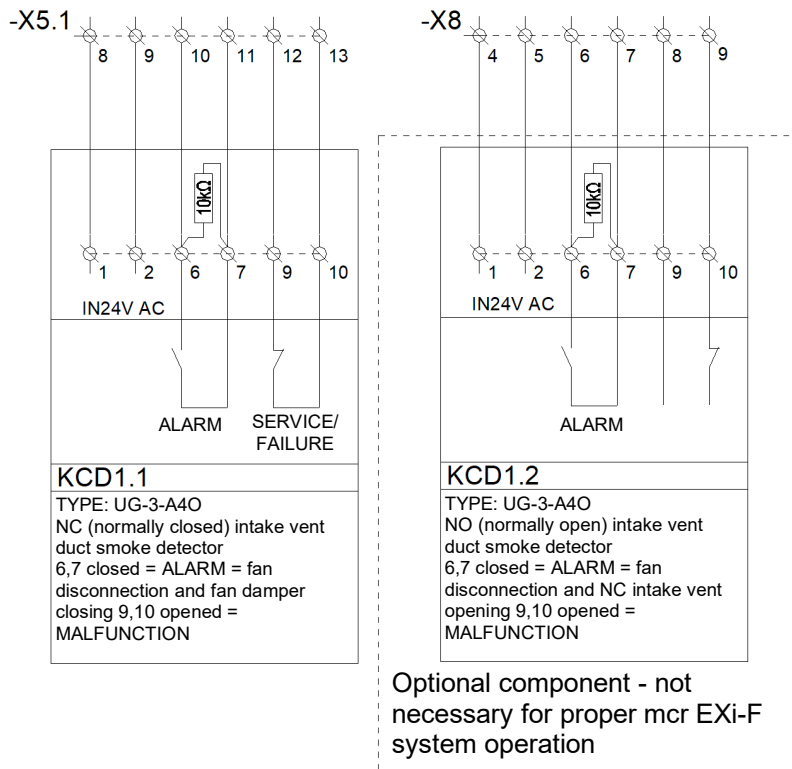 -X5.1
8 9 10 11 12 13
10kΩ
1 2 6 7 9 10
IN24V AC
ALARM
SERVICE/
FAILURE
KCD1.1
TYPE: UG-3-A4O
NC (normally closed) intake vent
duct smoke detector
6,7 closed = ALARM = fan
disconnection and fan damper
closing 9,10 opened =
MALFUNCTION
-X8
4 5 6 7 8 9
10kΩ
1 2 6 7 9 10
IN24V AC
ALARM
KCD1.2
TYPE: UG-3-A4O
NO (normally open) intake vent
duct smoke detector
6,7 closed = ALARM = fan
disconnection and NC intake vent
opening 9,10 opened =
MALFUNCTION
Optional component - not
necessary for proper mcr EXi-F
system operation